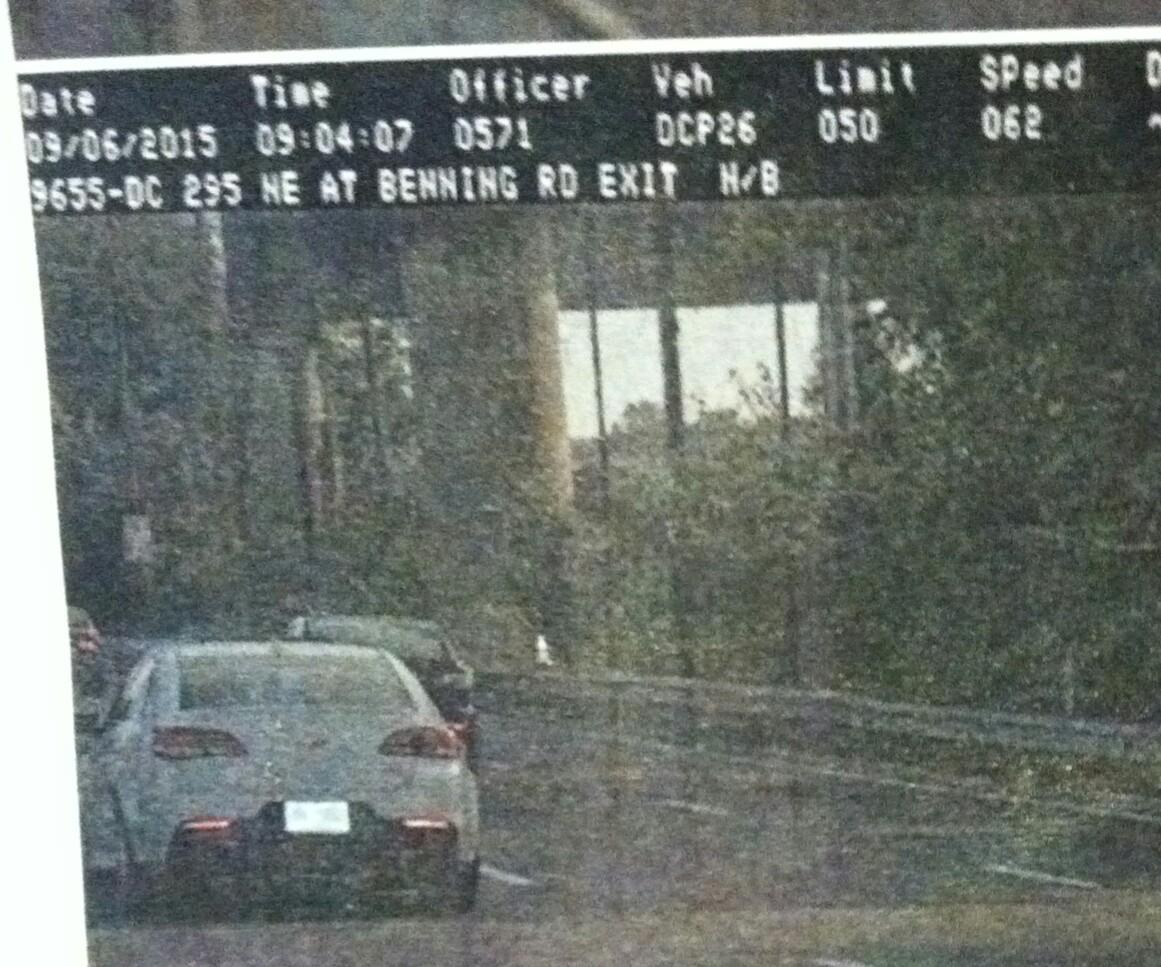 Date Time Officer Veh Limit SPeed
09/06/2015 09:04:07 0571 DCP26 050 062
9655-DC 295 NE AT BENNING RD EXIT N/B